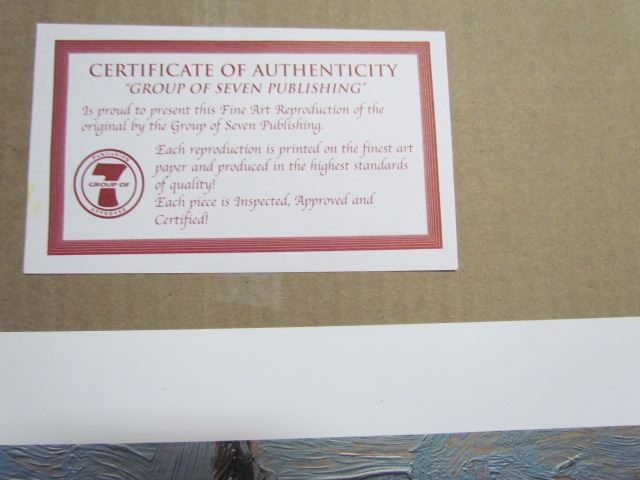 CERTIFICATE OF AUTHENTICITY
"GROUP OF SEVEN PUBLISHING"
Is proud to present this Fine Art Reproduction of the
original by the Group of Seven Publishing.
Each reproduction is printed on the finest art
paper and produced in the highest standards
of quality!
Each piece is Inspected, Approved and
Certified!
PUBLISHING
7
GROUP OF
APPROVED